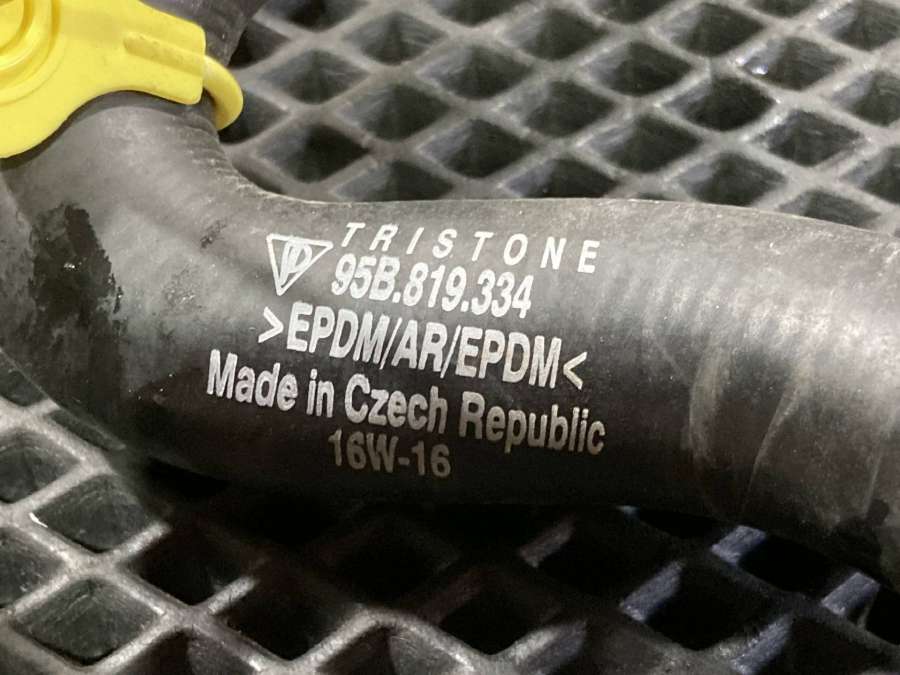 TRISTONE
95B.819.334
>EPDM/AR/EPDM<
Made in Czech Republic
16W-16